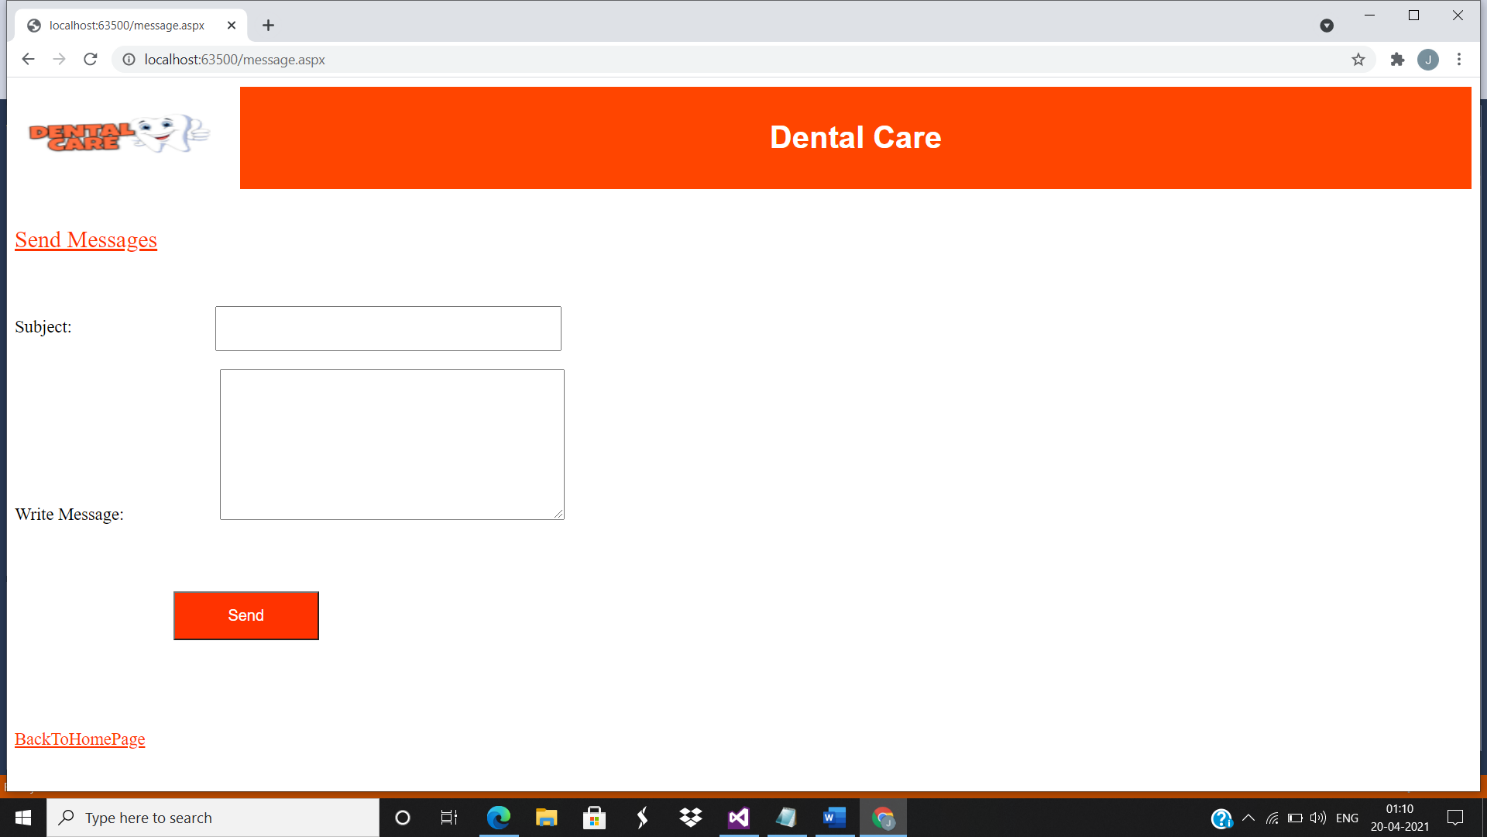 localhost:63500/message.aspx
localhost:63500/message.aspx
J
DENTAL
CARE
Dental Care
Send Messages
Subject:
Write Message:
Send
BackToHomePage
Type here to search
ENG
01:10
20-04-2021